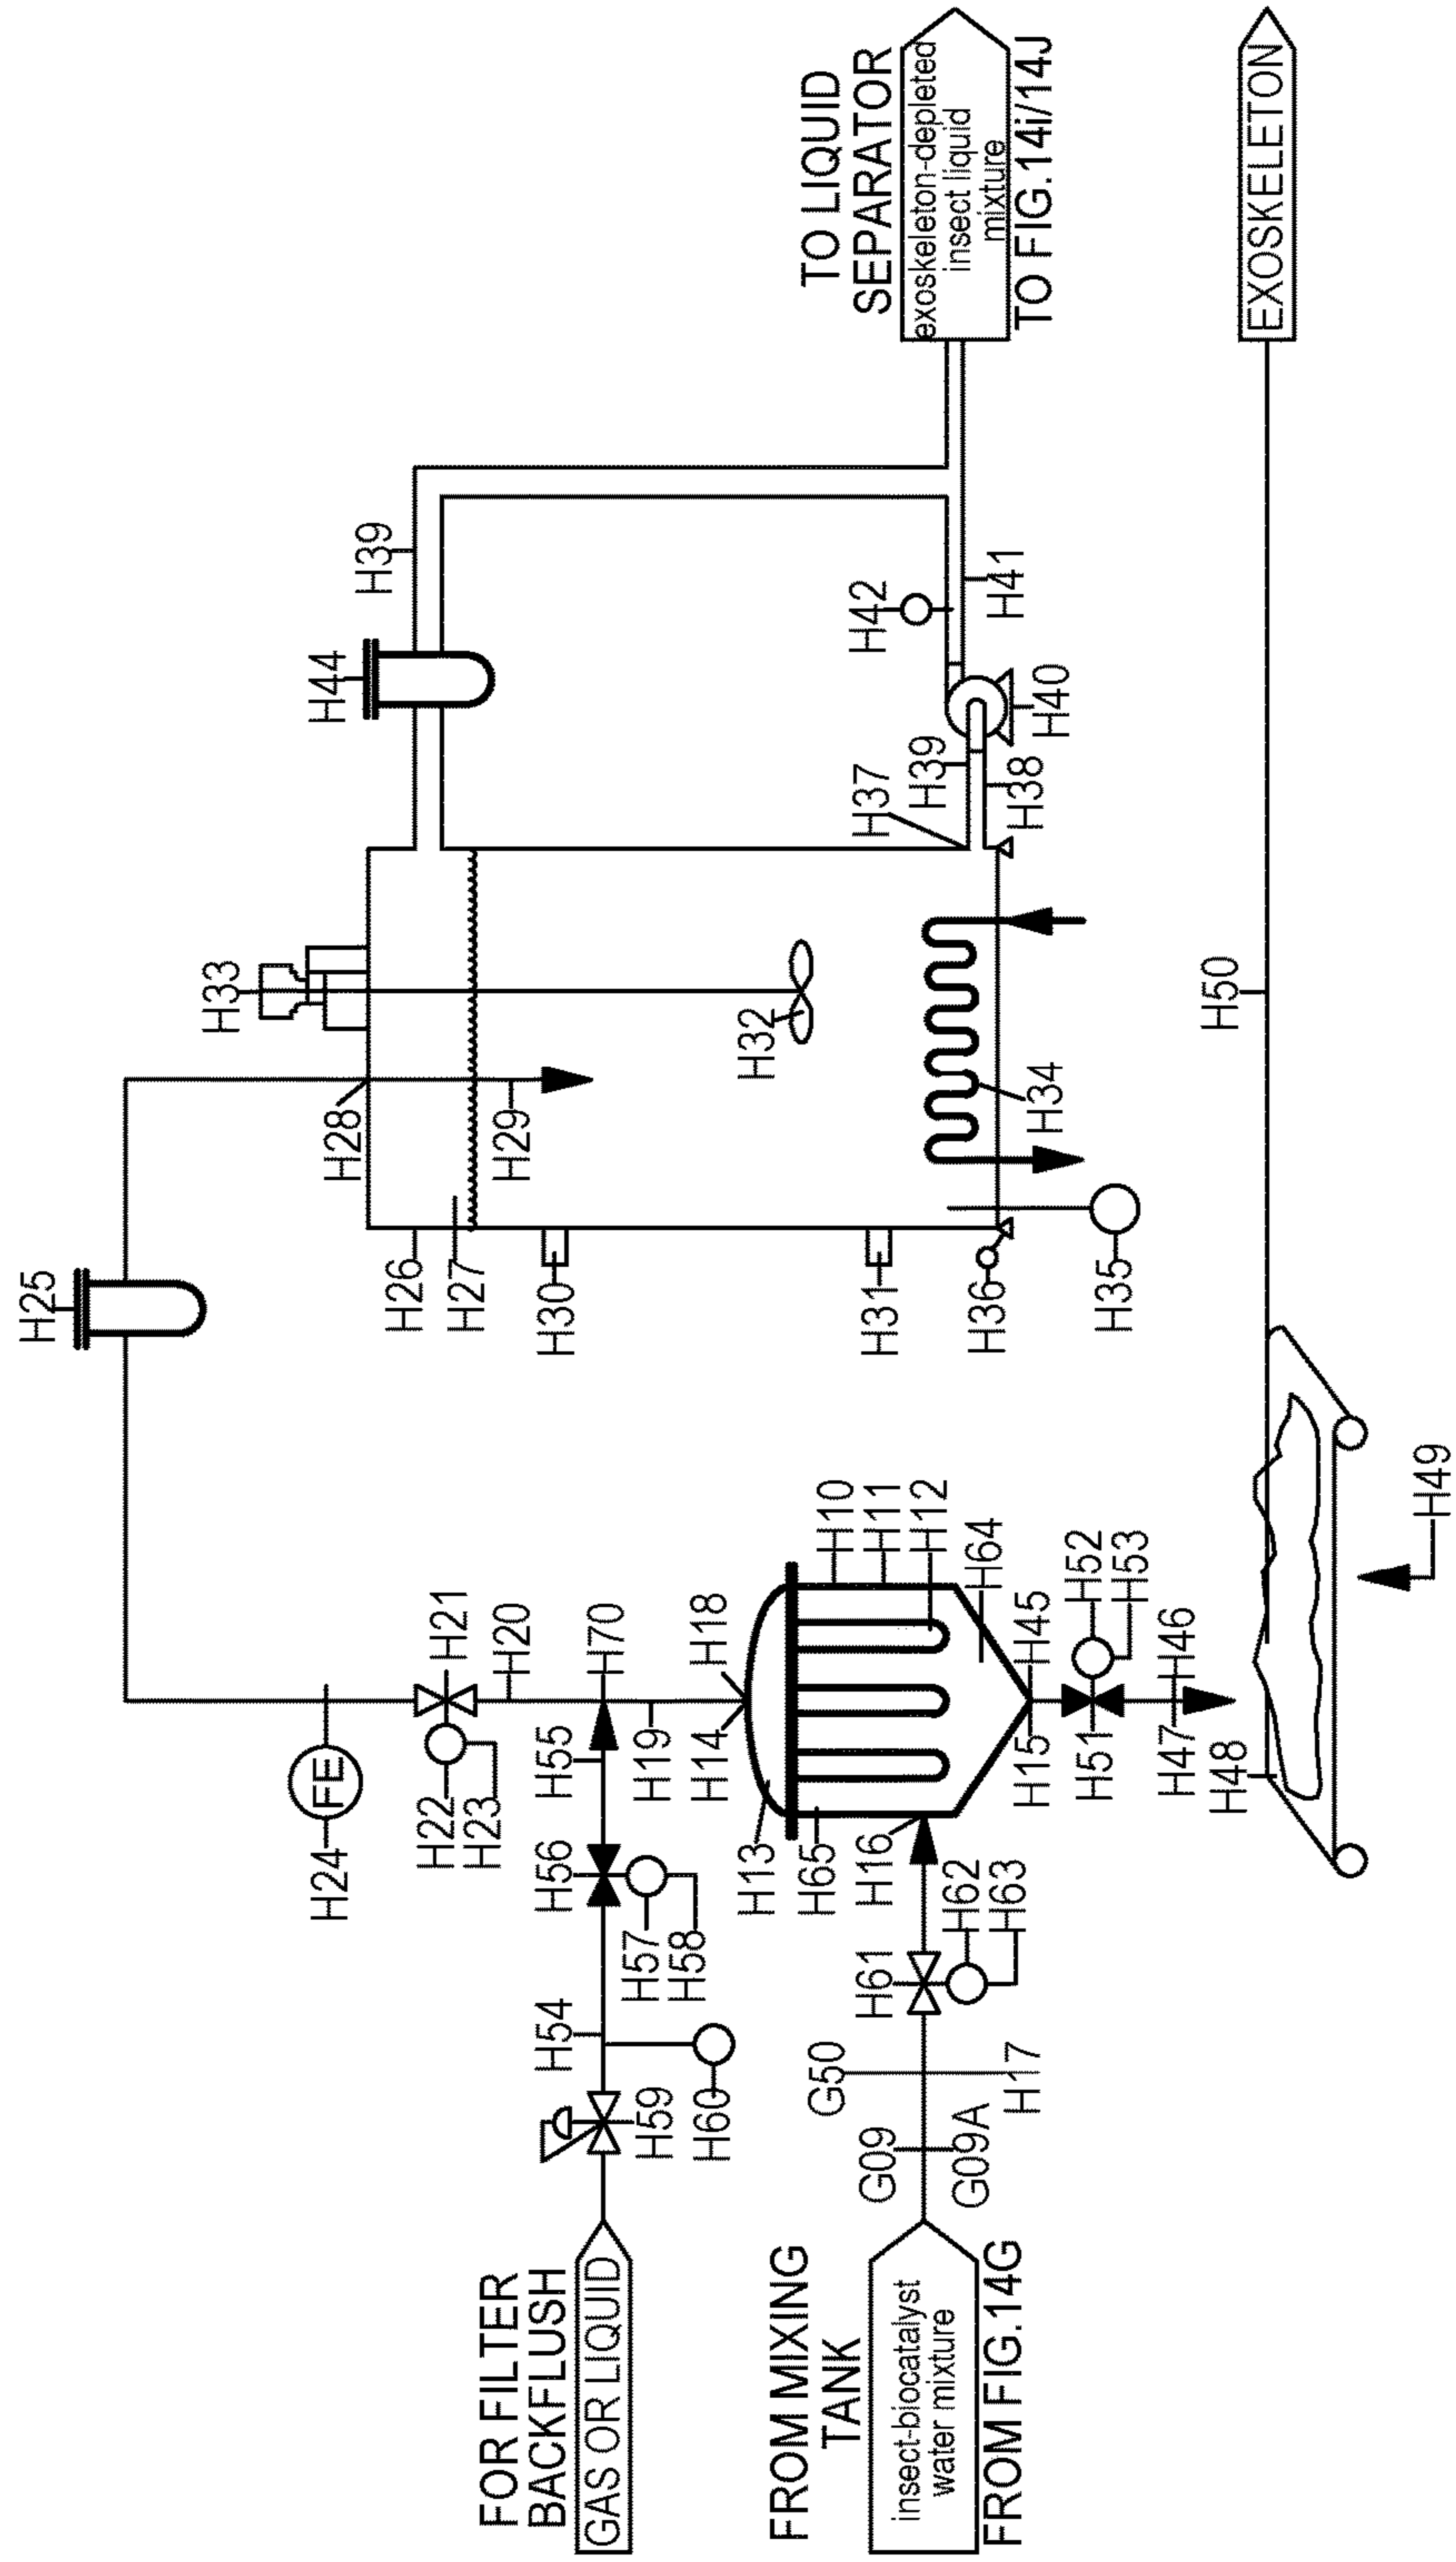 FOR FILTER
BACKFLUSH
GAS OR LIQUID
FROM MIXING
TANK
insect-biocatalyst
water mixture
FROM FIG.14G
G09
G09A
G50
H17
H54
H59
H60
H56
H57
H58
H55
H61
H62
H63
H25
H24
FE
H22
H23
H21
H20
H70
H19
H14
H18
H13
H65
H16
H10
H11
H12
H64
H15
H45
H51
H52
H53
H47
H46
H48
H49
H50
H33
H28
H29
H26
H27
H30
H31
H32
H34
H35
H36
H37
H39
H38
H40
H44
H39
H42
H41
TO LIQUID
SEPARATOR
exoskeleton-depleted
insect liquid
mixture
TO FIG.14i/14J
EXOSKELETON